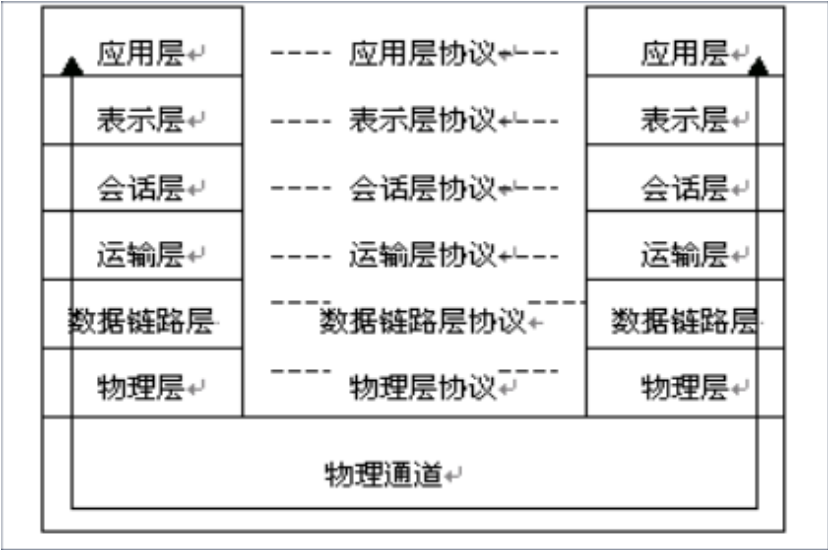 应用层 ---- 应用层协议 --- 应用层
表示层 ---- 表示层协议 --- 表示层
会话层 ---- 会话层协议 --- 会话层
运输层 ---- 运输层协议 --- 运输层
数据链路层 ---- 数据链路层协议 ---- 数据链路层
物理层 ---- 物理层协议 ---- 物理层
物理通道